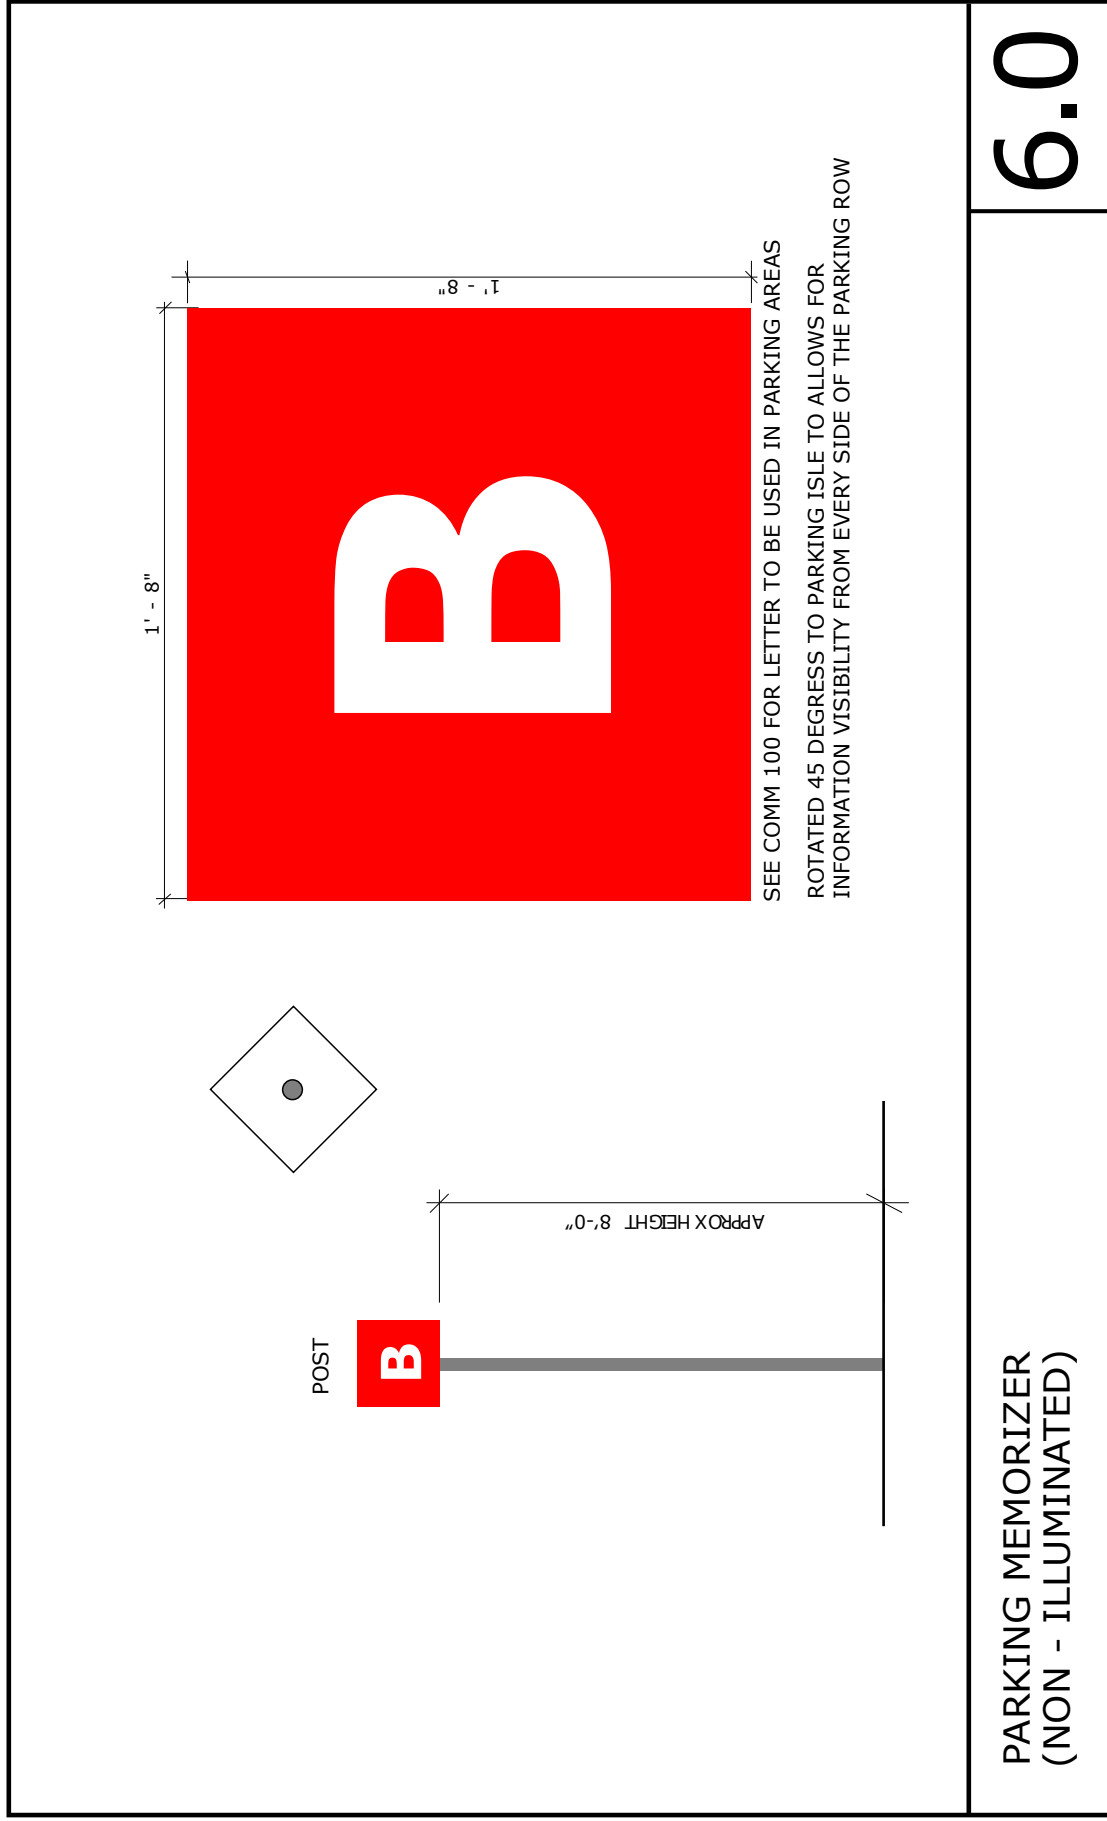 POST
B
APPROX HEIGHT 8'-0"
1' - 8"
1' - 8"
B
SEE COMM 100 FOR LETTER TO BE USED IN PARKING AREAS
ROTATED 45 DEGRESS TO PARKING ISLE TO ALLOWS FOR
INFORMATION VISIBILITY FROM EVERY SIDE OF THE PARKING ROW
PARKING MEMORIZER
(NON - ILLUMINATED)
6.0